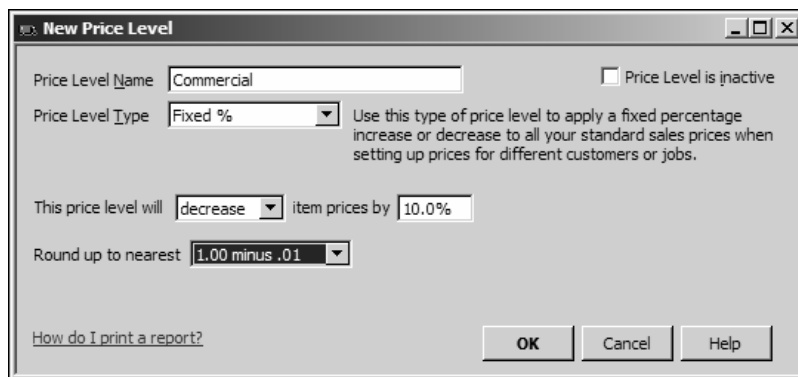 New Price Level
Price Level Name Commercial Price Level is inactive
Price Level Type Fixed % Use this type of price level to apply a fixed percentage
increase or decrease to all your standard sales prices when
setting up prices for different customers or jobs.
This price level will decrease item prices by 10.0%
Round up to nearest 1.00 minus .01
How do I print a report? OK Cancel Help